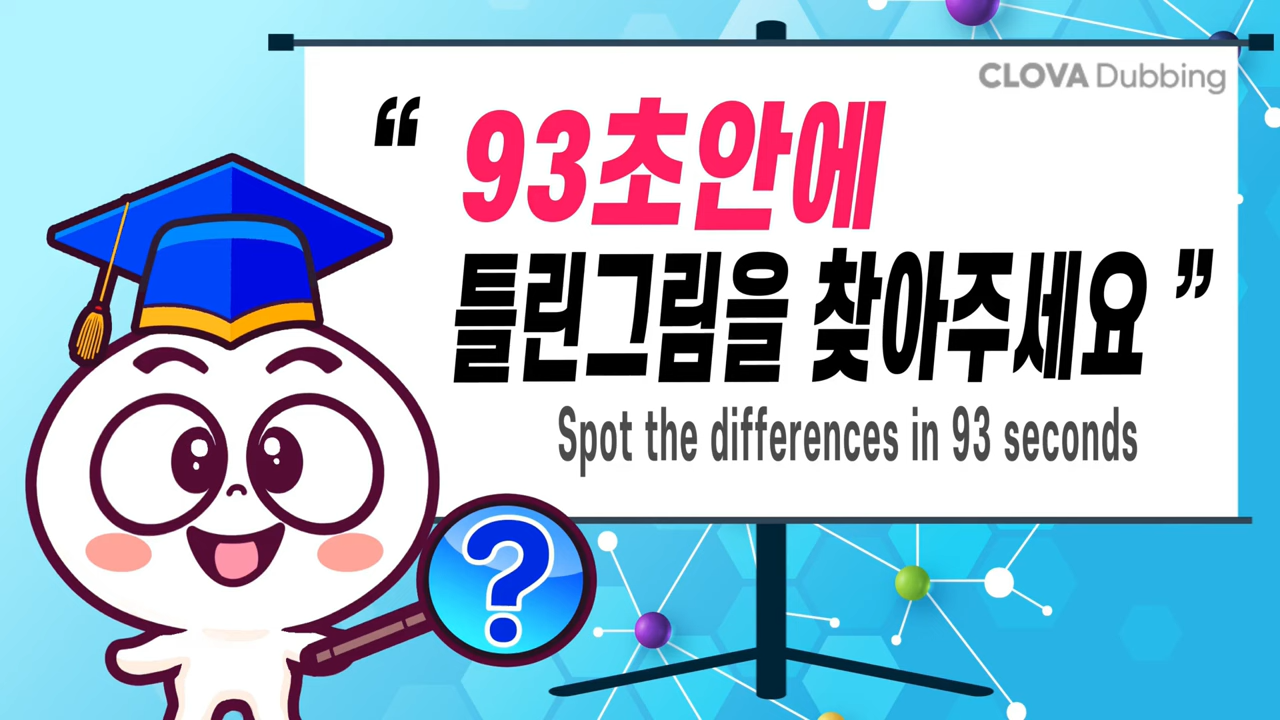 CLOVA Dubbing
“ 93초안에
틀린그림을 찾아주세요 ”
Spot the differences in 93 seconds
?